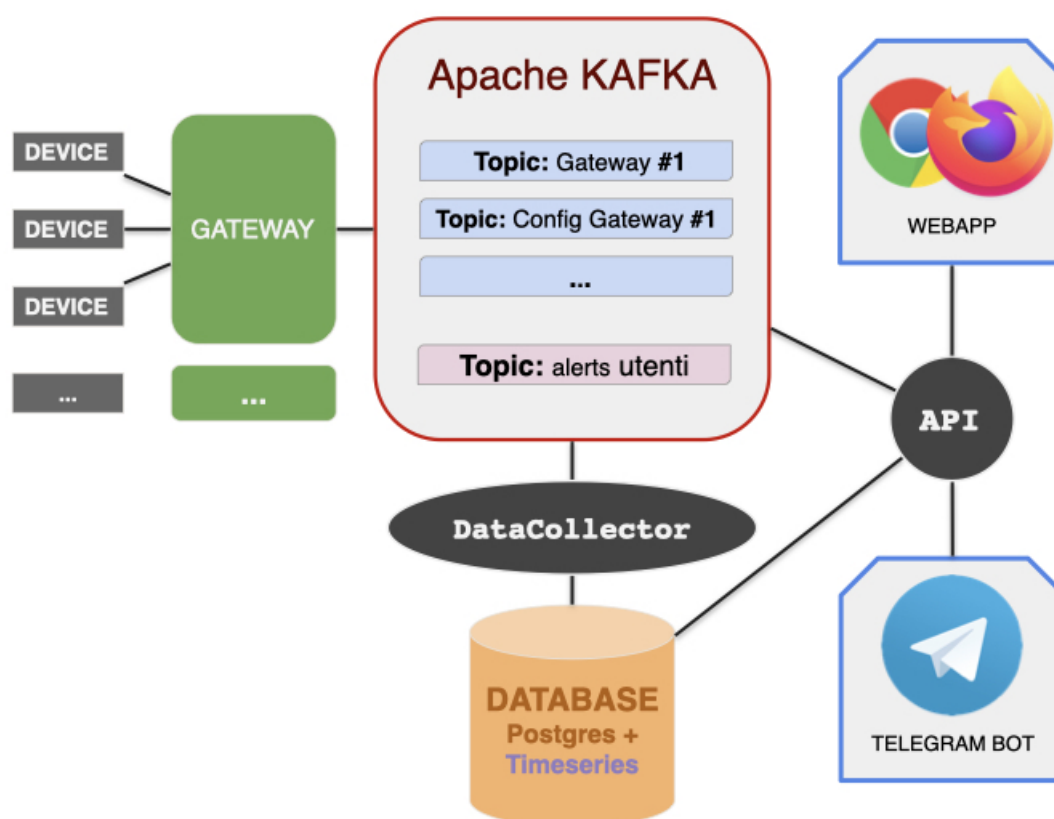 Apache KAFKA
Topic: Gateway #1
Topic: Config Gateway #1
...
Topic: alerts utenti
DEVICE
DEVICE
DEVICE
...
GATEWAY
...
DataCollector
DATABASE
Postgres +
Timeseries
WEBAPP
API
TELEGRAM BOT